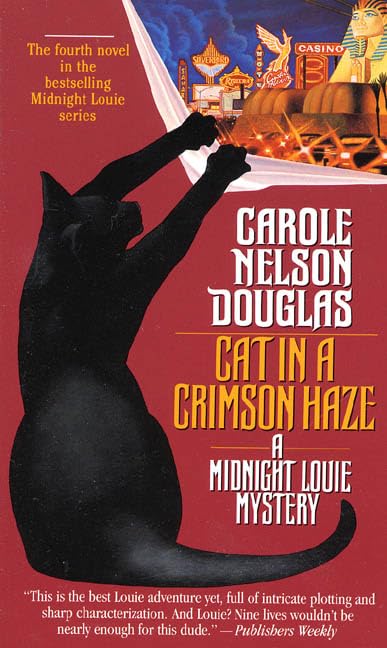 The fourth novel
in the
bestselling
Midnight Louie
series
SILVERBIRD
CASINO
CAROLE
NELSON
DOUGLAS
CAT IN A
CRIMSON HAZE
A
MIDNIGHT LOUIE
MYSTERY
"This is the best Louie adventure yet, full of intricate plotting and
sharp characterization. And Louie? Nine lives wouldn't be
nearly enough for this dude." — Publishers Weekly